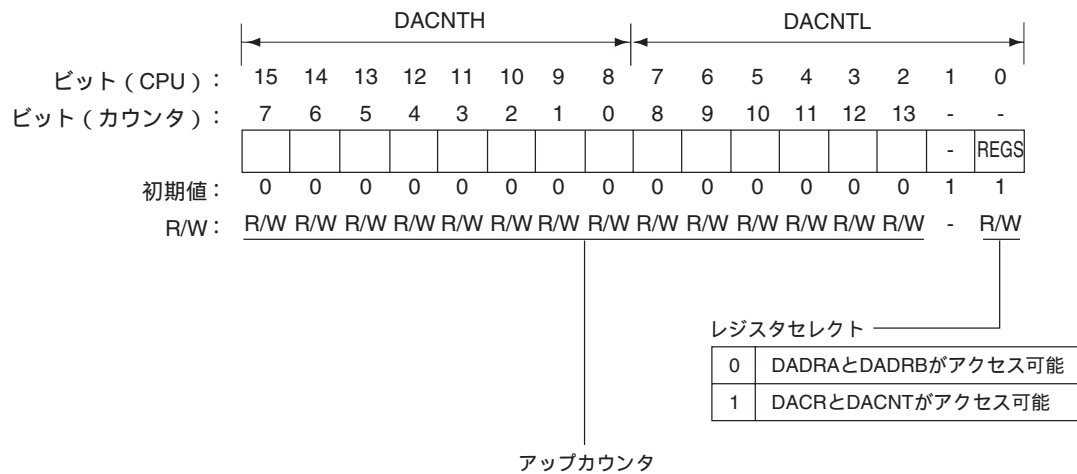 DACNTH DACNTL
ビット（CPU）： 15 14 13 12 11 10 9 8 7 6 5 4 3 2 1 0
ビット（カウンタ）： 7 6 5 4 3 2 1 0 8 9 10 11 12 13 - -
- REGS
初期値： 0 0 0 0 0 0 0 0 0 0 0 0 0 0 1 1
R/W： R/W R/W R/W R/W R/W R/W R/W R/W R/W R/W R/W R/W R/W R/W - R/W
レジスタセレクト
0 DADRAとDADRBがアクセス可能
1 DACRとDACNTがアクセス可能
アップカウンタ